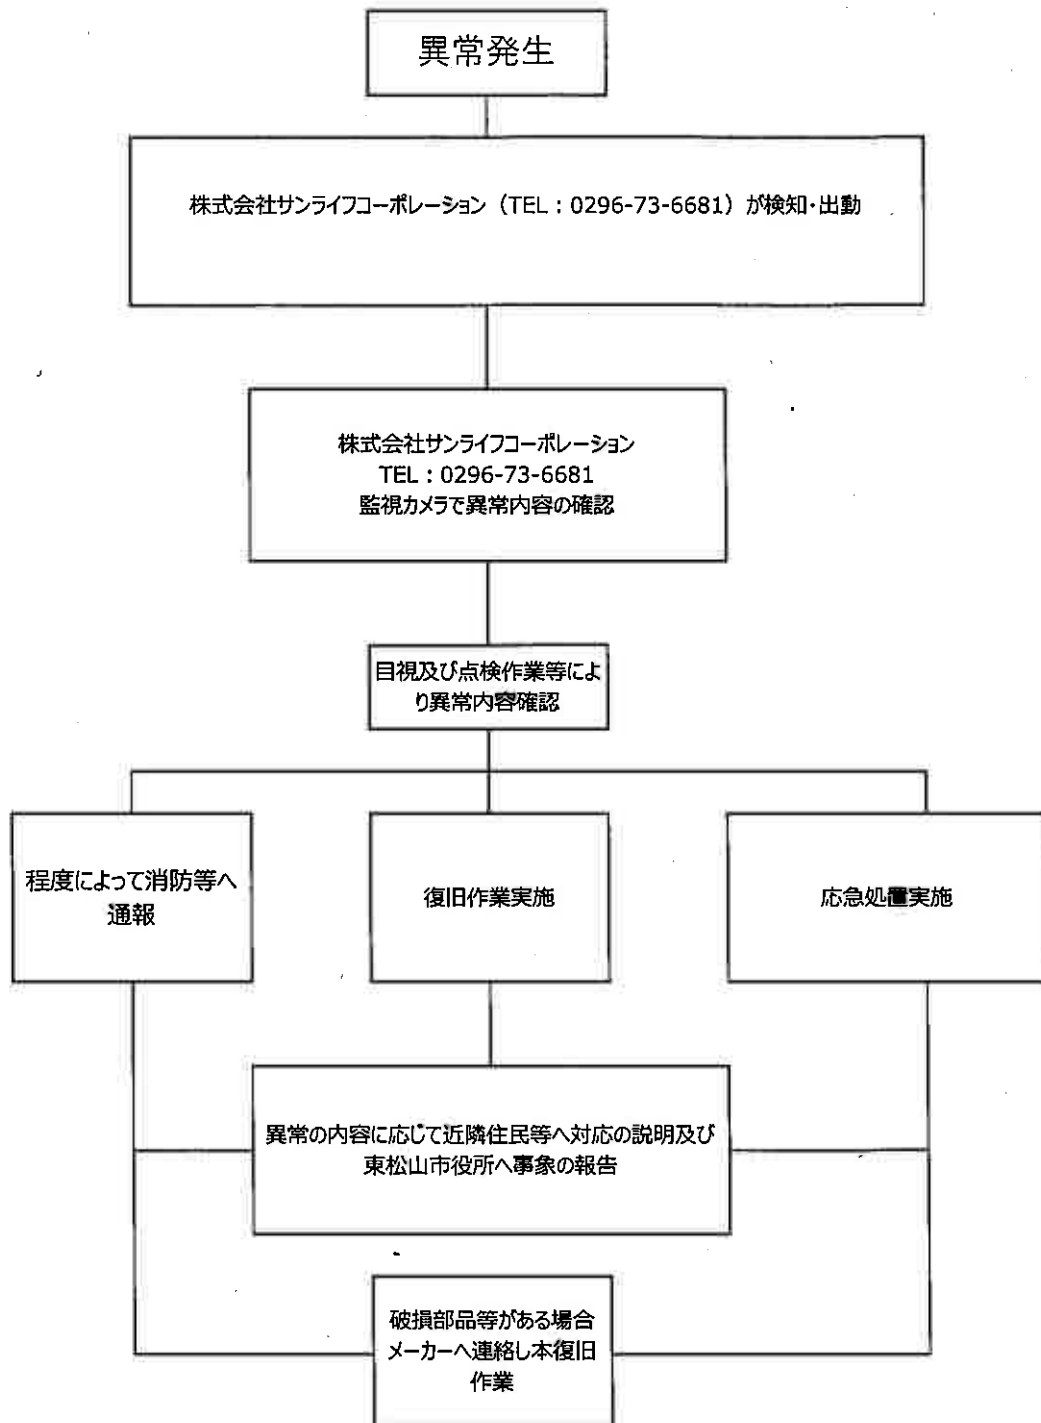 異常発生
株式会社サンライフコーポレーション（TEL：0296-73-6681）が検知・出動
株式会社サンライフコーポレーション
TEL：0296-73-6681
監視カメラで異常内容の確認
目視及び点検作業等によ
り異常内容確認
程度によって消防等へ
通報
復旧作業実施
応急処置実施
異常の内容に応じて近隣住民等へ対応の説明及び
東松山市役所へ事象の報告
破損部品等がある場合
メーカーへ連絡し本復旧
作業